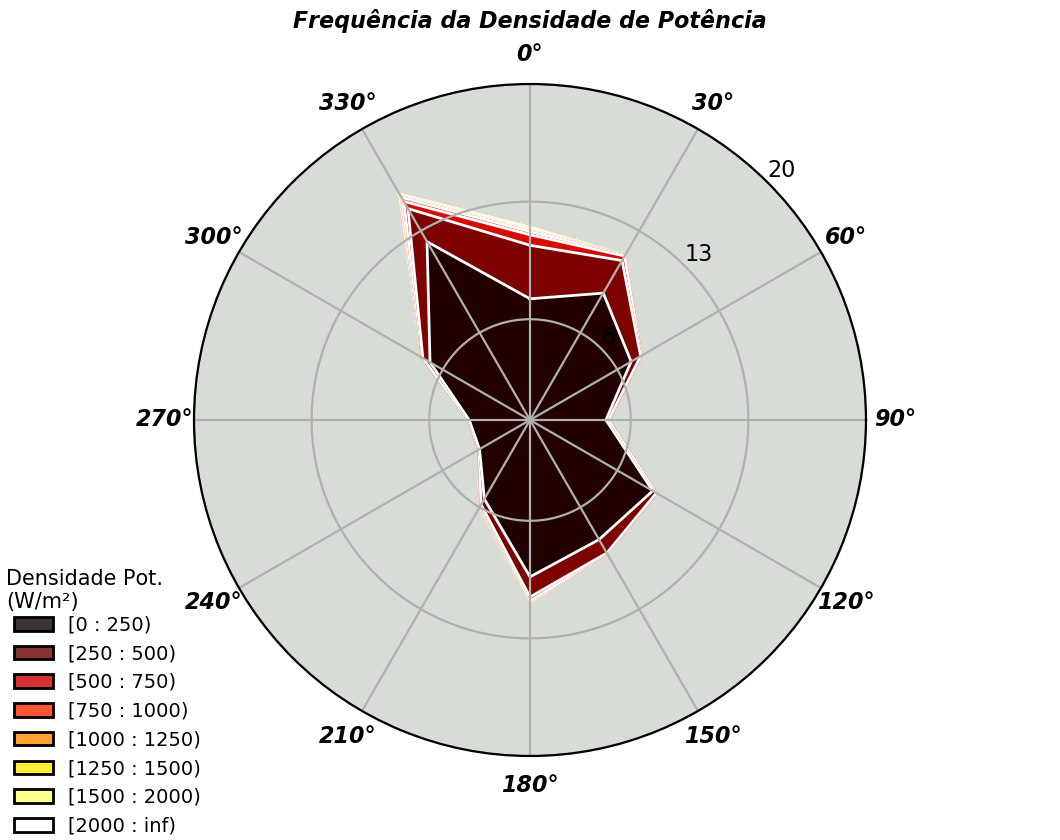 Frequência da Densidade de Potência
0°
330°
30°
20
300°
60°
13
6
270°
90°
240°
120°
210°
150°
180°
Densidade Pot.
(W/m²)
[0 : 250)
[250 : 500)
[500 : 750)
[750 : 1000)
[1000 : 1250)
[1250 : 1500)
[1500 : 2000)
[2000 : inf)